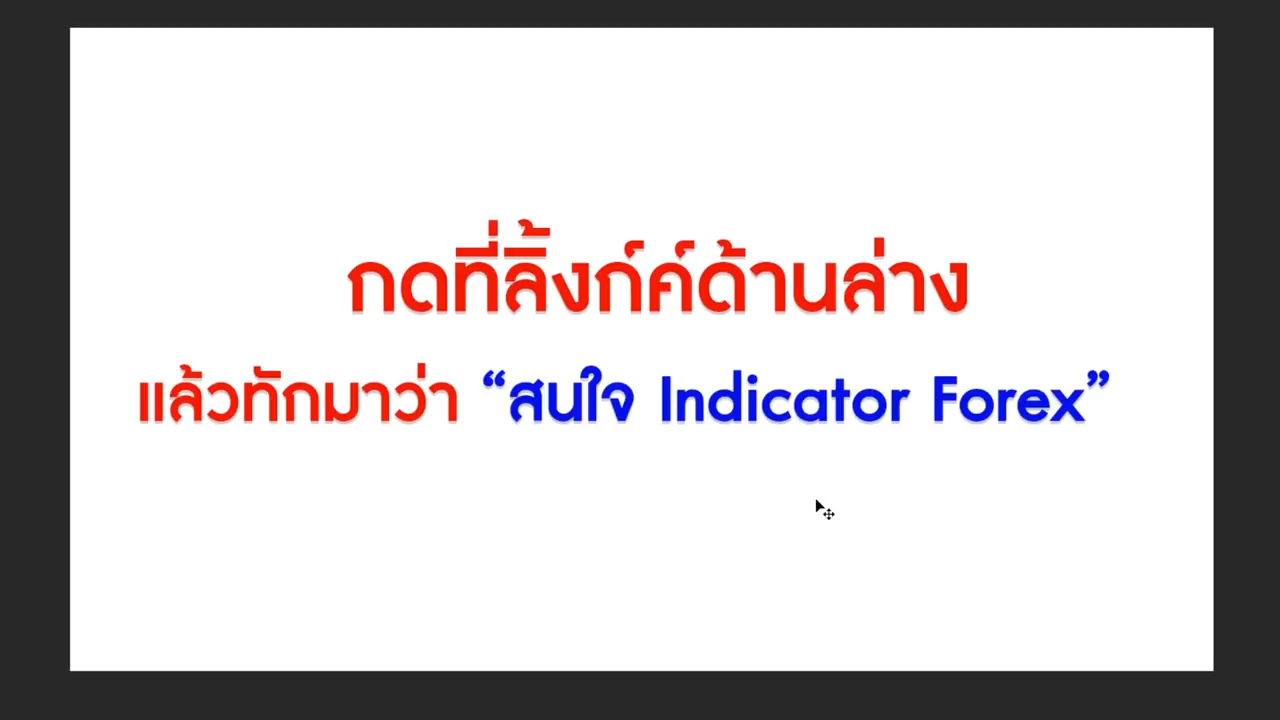 กดที่ลิ้งก์ค์ด้านล่าง
แล้วทักมาว่า “สนใจ Indicator Forex”